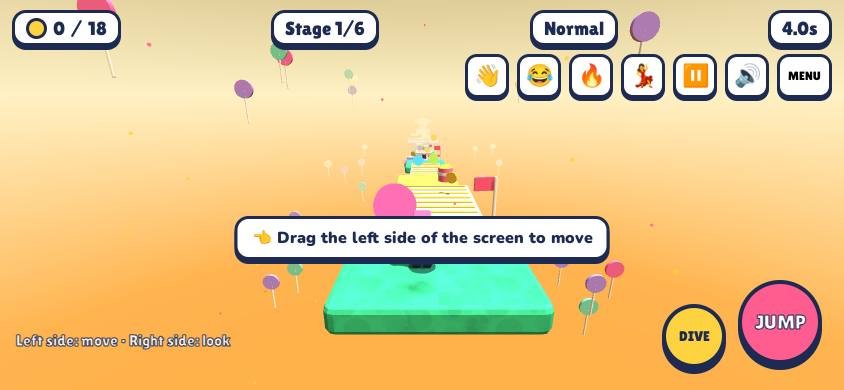 0 / 18
Stage 1/6
Normal
4.0s
MENU
Drag the left side of the screen to move
Left side: move · Right side: look
DIVE
JUMP